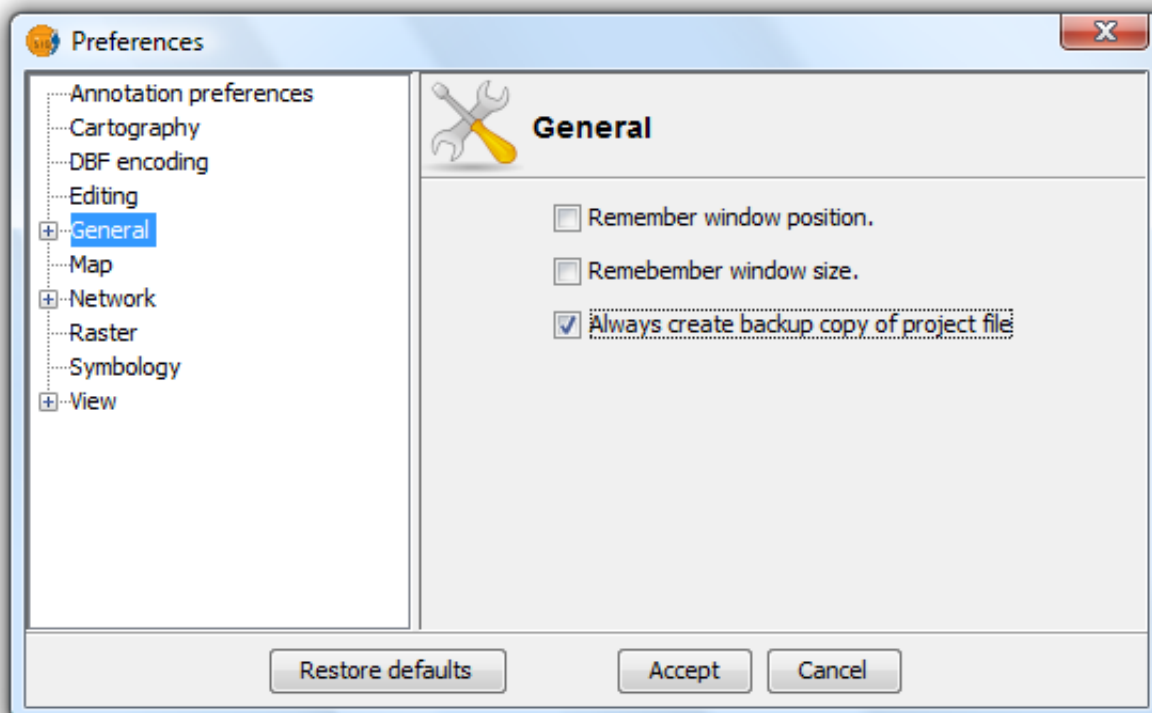 Preferences
X
Annotation preferences
Cartography
DBF encoding
Editing
General
Map
Network
Raster
Symbology
View
General
Remember window position.
Remebember window size.
Always create backup copy of project file
Restore defaults
Accept
Cancel